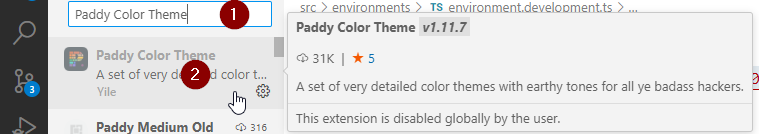 Paddy Color Theme
1
src > environments > TS environment.development.ts > ...
Paddy Color Theme
A set of very detailed color t...
2
Yile
3
Paddy Medium Old 316
Paddy Color Theme v1.11.7
31K | 5
A set of very detailed color themes with earthy tones for all ye badass hackers.
This extension is disabled globally by the user.